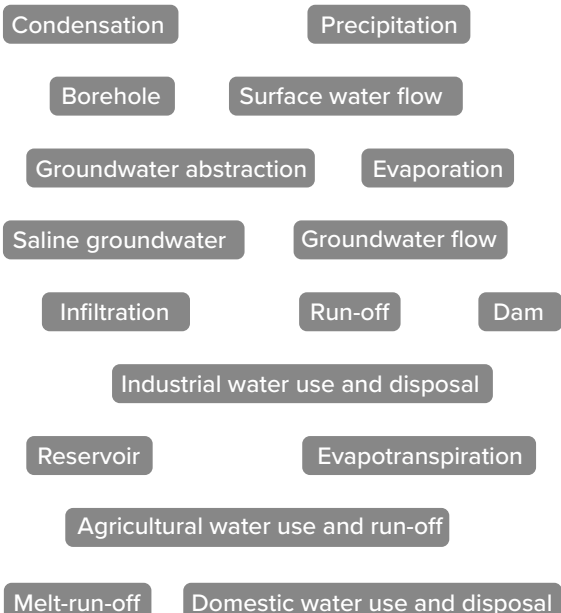 Condensation Precipitation
Borehole Surface water flow
Groundwater abstraction Evaporation
Saline groundwater Groundwater flow
Infiltration Run-off Dam
Industrial water use and disposal
Reservoir Evapotranspiration
Agricultural water use and run-off
Melt-run-off Domestic water use and disposal